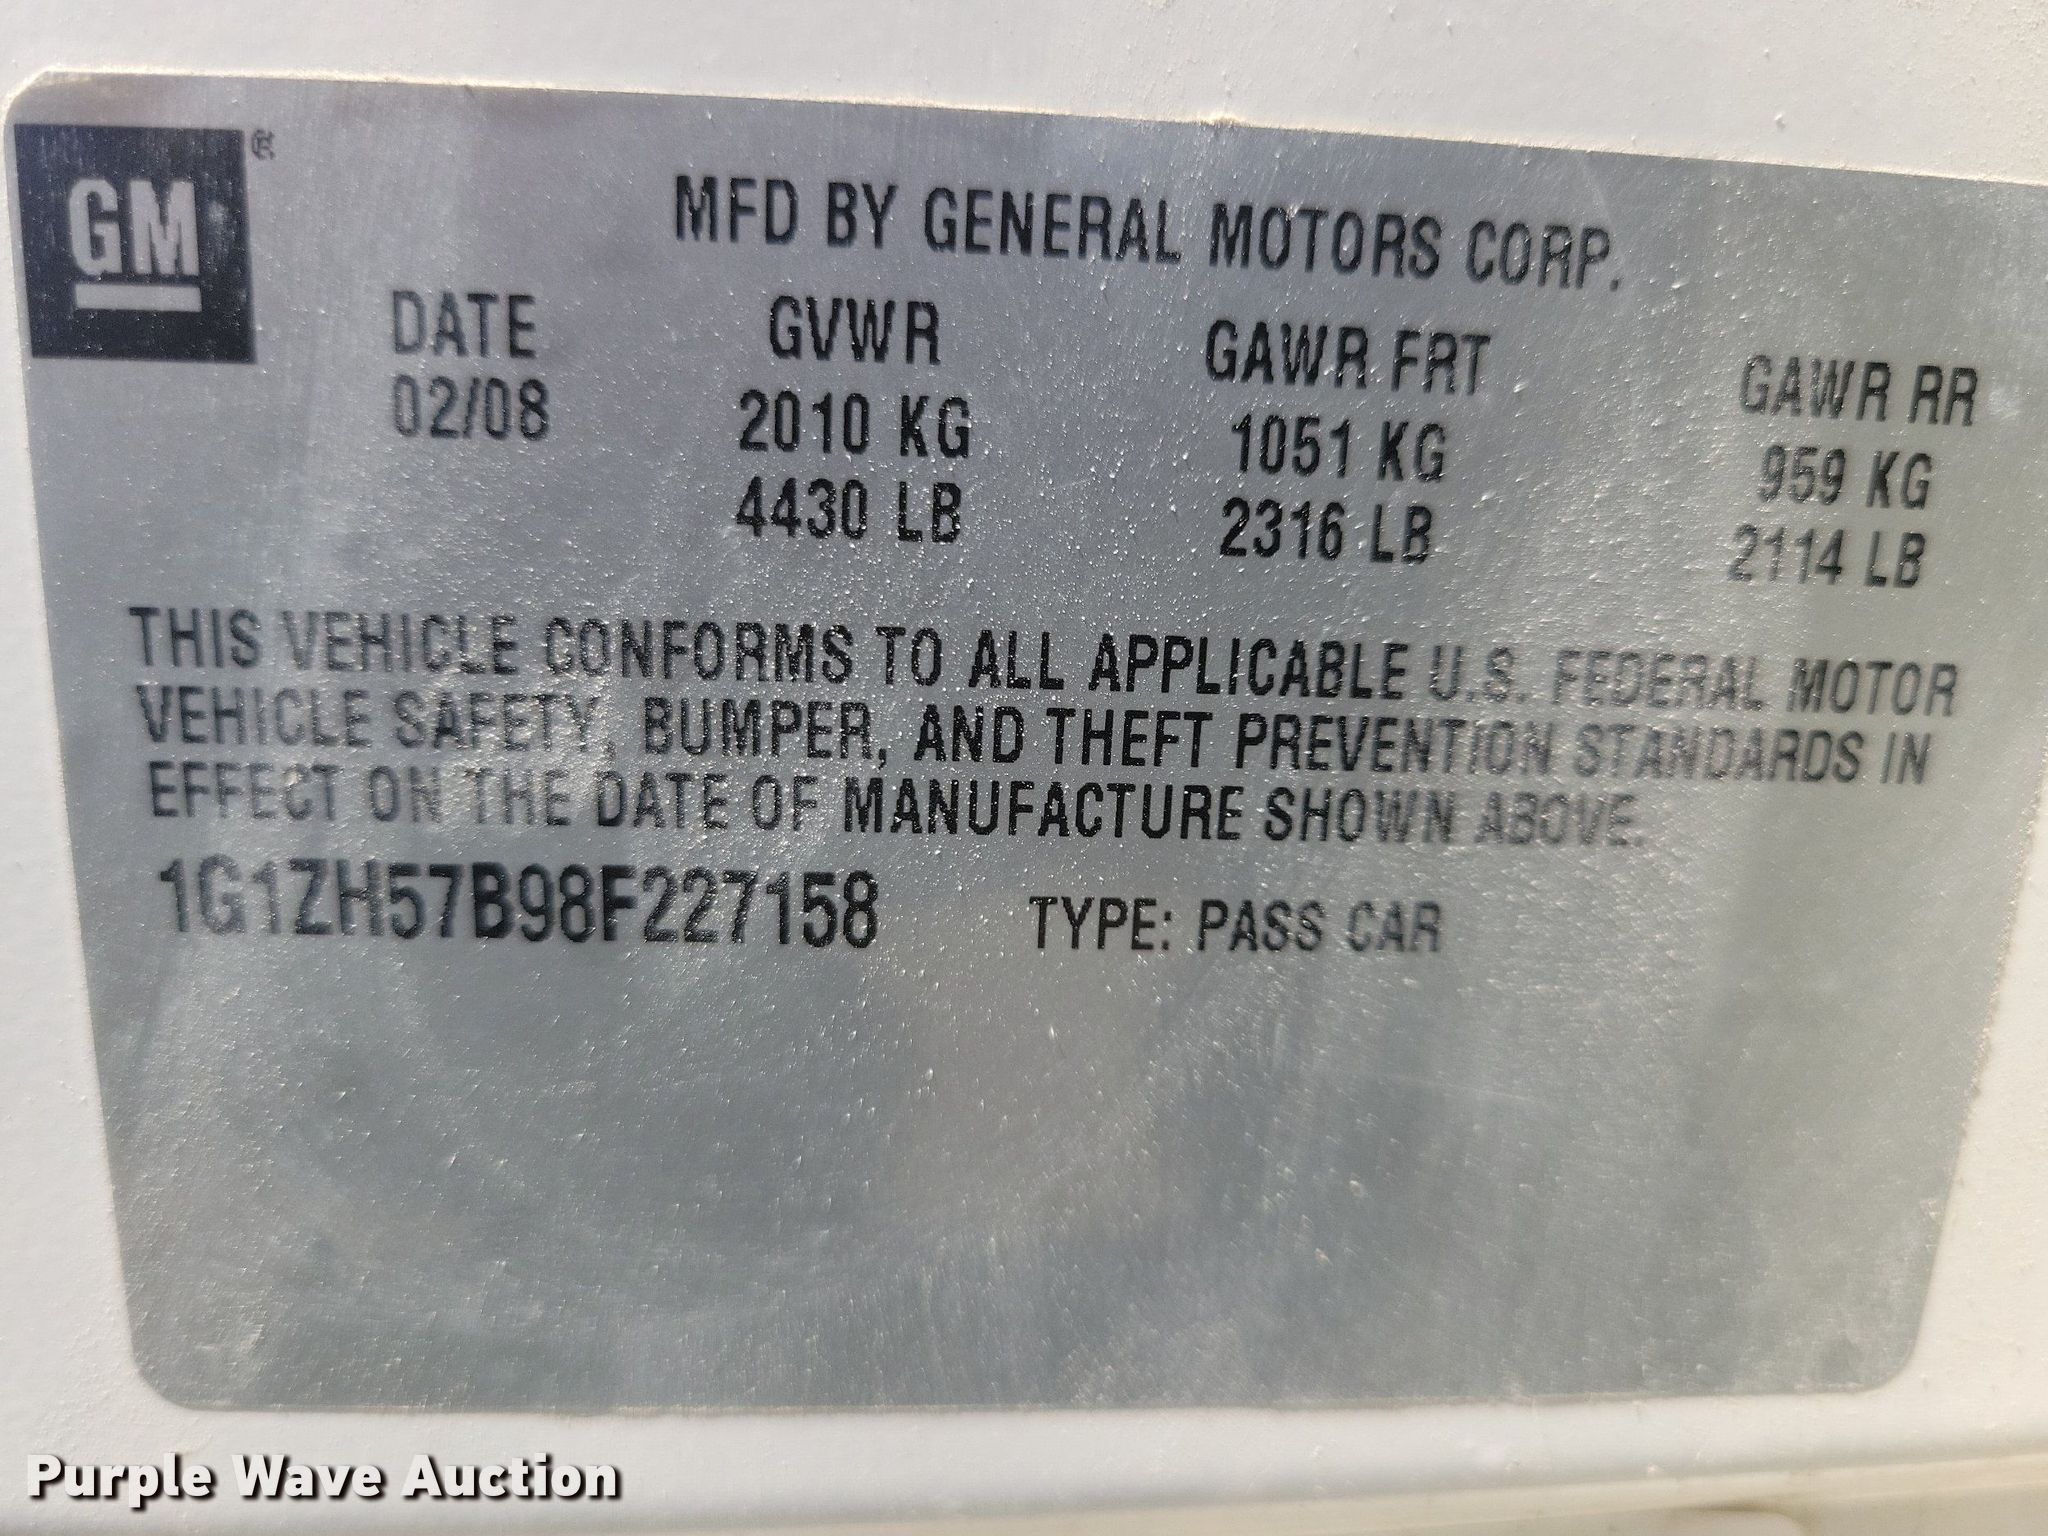 GM
MFD BY GENERAL MOTORS CORP.
DATE GVWR GAWR FRT GAWR RR
02/08 2010 KG 1051 KG 959 KG
4430 LB 2316 LB 2114 LB
THIS VEHICLE CONFORMS TO ALL APPLICABLE U.S. FEDERAL MOTOR
VEHICLE SAFETY, BUMPER, AND THEFT PREVENTION STANDARDS IN
EFFECT ON THE DATE OF MANUFACTURE SHOWN ABOVE.
1G1ZH57B98F227158 TYPE: PASS CAR
Purple Wave Auction